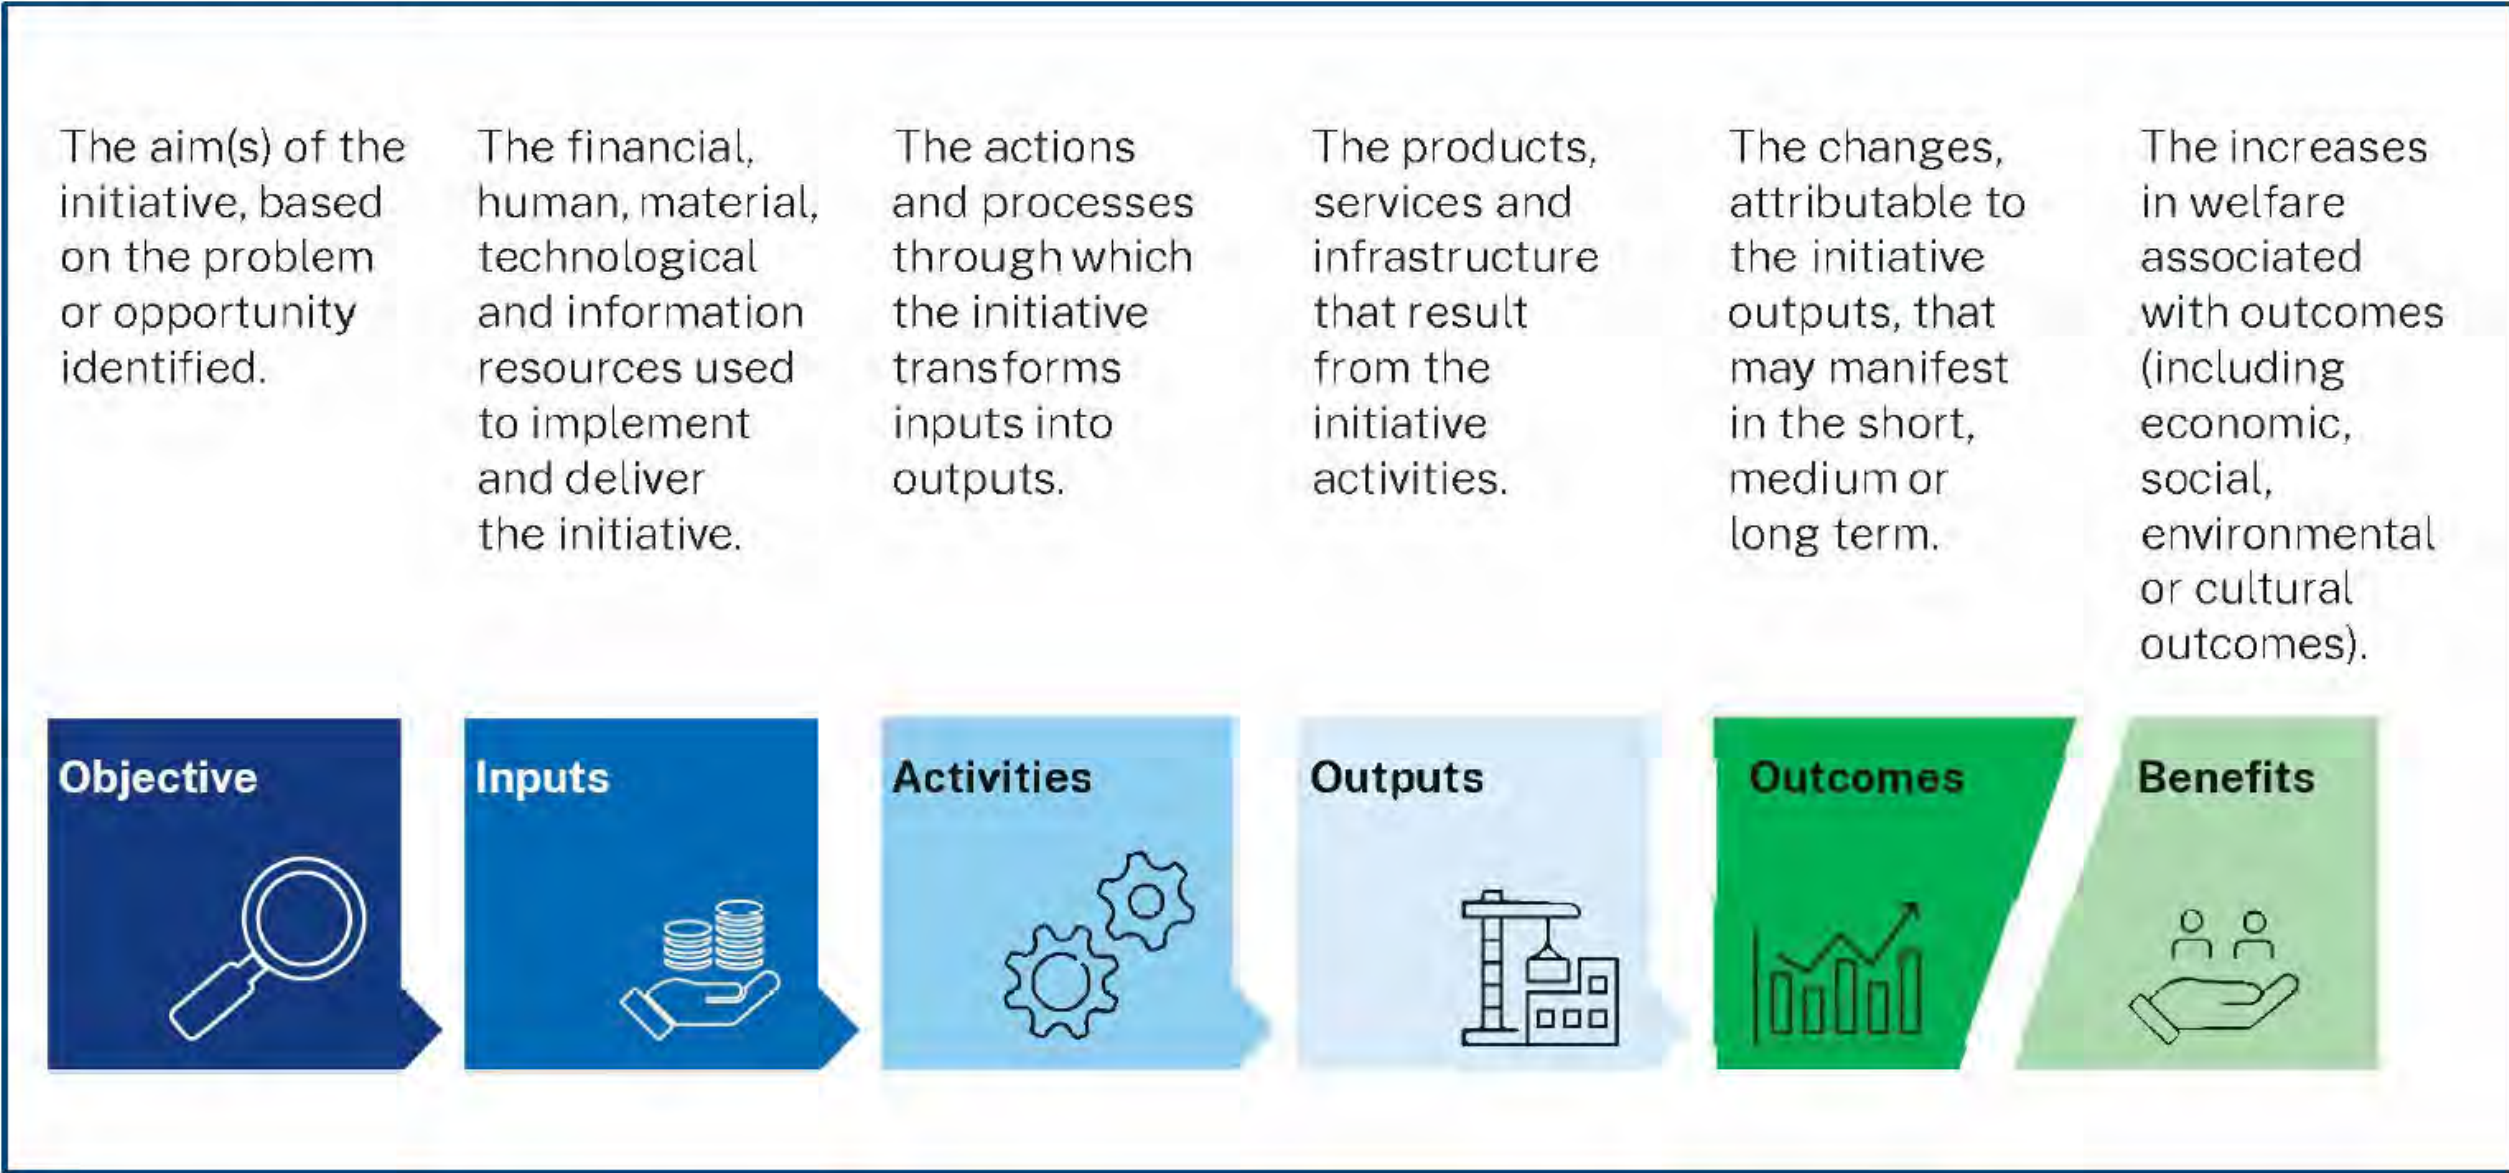 The aim(s) of the
initiative, based
on the problem
or opportunity
identified.
The financial,
human, material,
technological
and information
resources used
to implement
and deliver
the initiative.
The actions
and processes
through which
the initiative
transforms
inputs into
outputs.
The products,
services and
infrastructure
that result
from the
initiative
activities.
The changes,
attributable to
the initiative
outputs, that
may manifest
in the short,
medium or
long term.
The increases
in welfare
associated
with outcomes
(including
economic,
social,
environmental
or cultural
outcomes).
Objective
Inputs
Activities
Outputs
Outcomes
Benefits